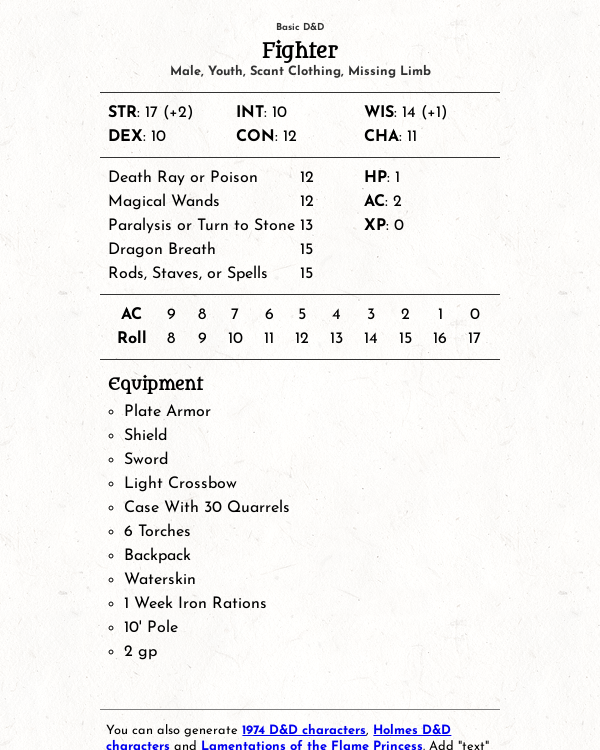 Basic D&D
Fighter
Male, Youth, Scant Clothing, Missing Limb
STR: 17 (+2) INT: 10 WIS: 14 (+1)
DEX: 10 CON: 12 CHA: 11
Death Ray or Poison 12 HP: 1
Magical Wands 12 AC: 2
Paralysis or Turn to Stone 13 XP: 0
Dragon Breath 15
Rods, Staves, or Spells 15
AC 9 8 7 6 5 4 3 2 1 0
Roll 8 9 10 11 12 13 14 15 16 17
Equipment
Plate Armor
Shield
Sword
Light Crossbow
Case With 30 Quarrels
6 Torches
Backpack
Waterskin
1 Week Iron Rations
10' Pole
2 gp
You can also generate 1974 D&D characters, Holmes D&D
characters and Lamentations of the Flame Princess. Add "text"